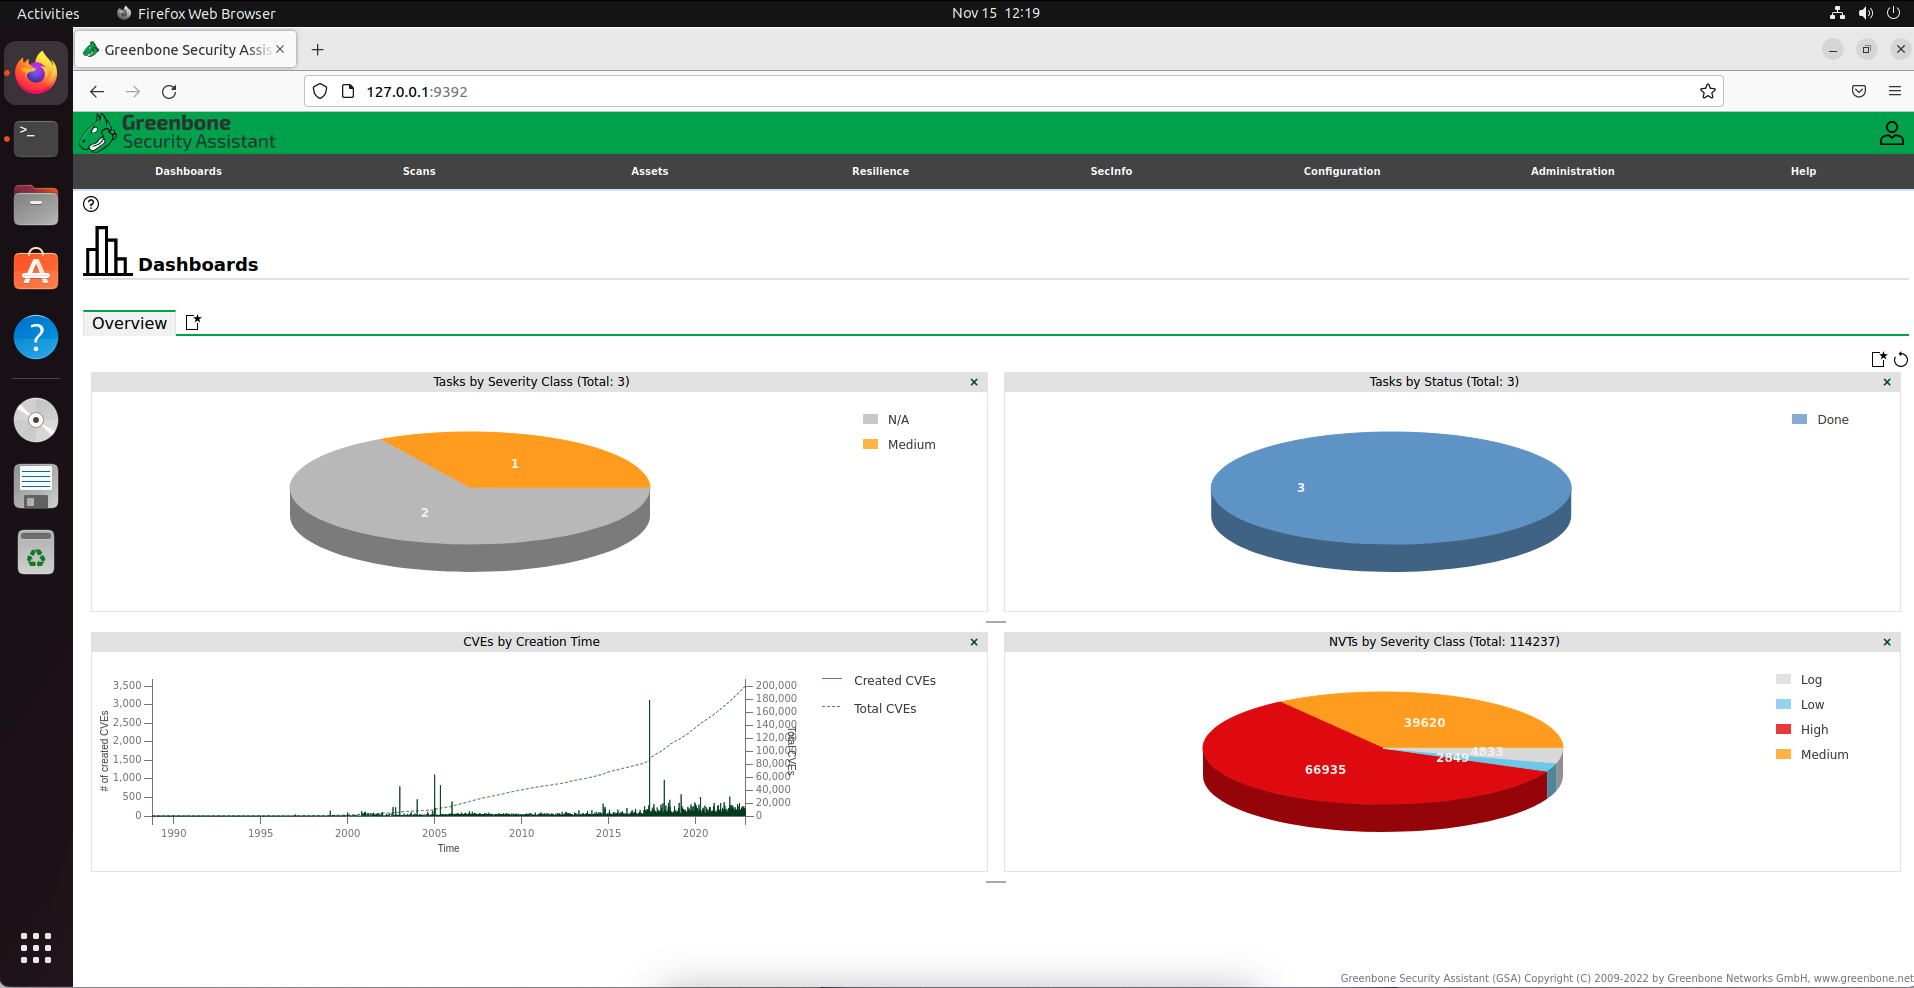 Activities
Firefox Web Browser
Nov 15 12:19
Greenbone Security Assis
127.0.0.1:9392
Greenbone
Security Assistant
Dashboards Scans Assets Resilience SecInfo Configuration Administration Help
Dashboards
Overview
Tasks by Severity Class (Total: 3)
N/A
Medium
1
2
Tasks by Status (Total: 3)
Done
3
CVEs by Creation Time
Created CVEs
Total CVEs
# of created CVEs
3,500
3,000
2,500
2,000
1,500
1,000
500
0
200,000
180,000
160,000
140,000
120,000
100,000
80,000
60,000
40,000
20,000
0
Total CVEs
1990 1995 2000 2005 2010 2015 2020
Time
NVTs by Severity Class (Total: 114237)
Log
Low
High
Medium
39620
4833
2849
66935
Greenbone Security Assistant (GSA) Copyright (C) 2009-2022 by Greenbone Networks GmbH, www.greenbone.net